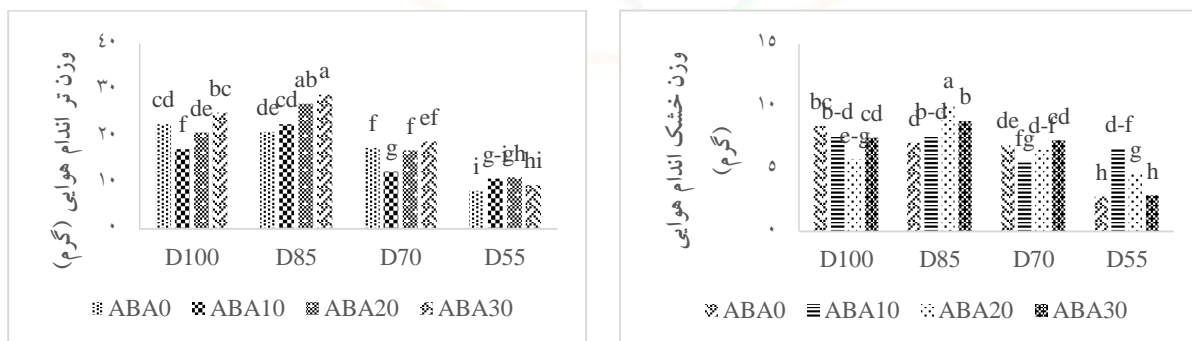 وزن تر اندام هوایی (گرم)
۴۰
۳۰
۲۰
۱۰
۰
cd f de bc
de cd ab a
f g f ef
i g-i gh hi
D100 D85 D70 D55
ABA0 ABA10 ABA20 ABA30
وزن خشک اندام هوایی
(گرم)
۱۵
۱۰
۵
۰
bc b-d e-g cd
d b-d a b
de fg d-f cd
h d-f g h
D100 D85 D70 D55
ABA0 ABA10 ABA20 ABA30